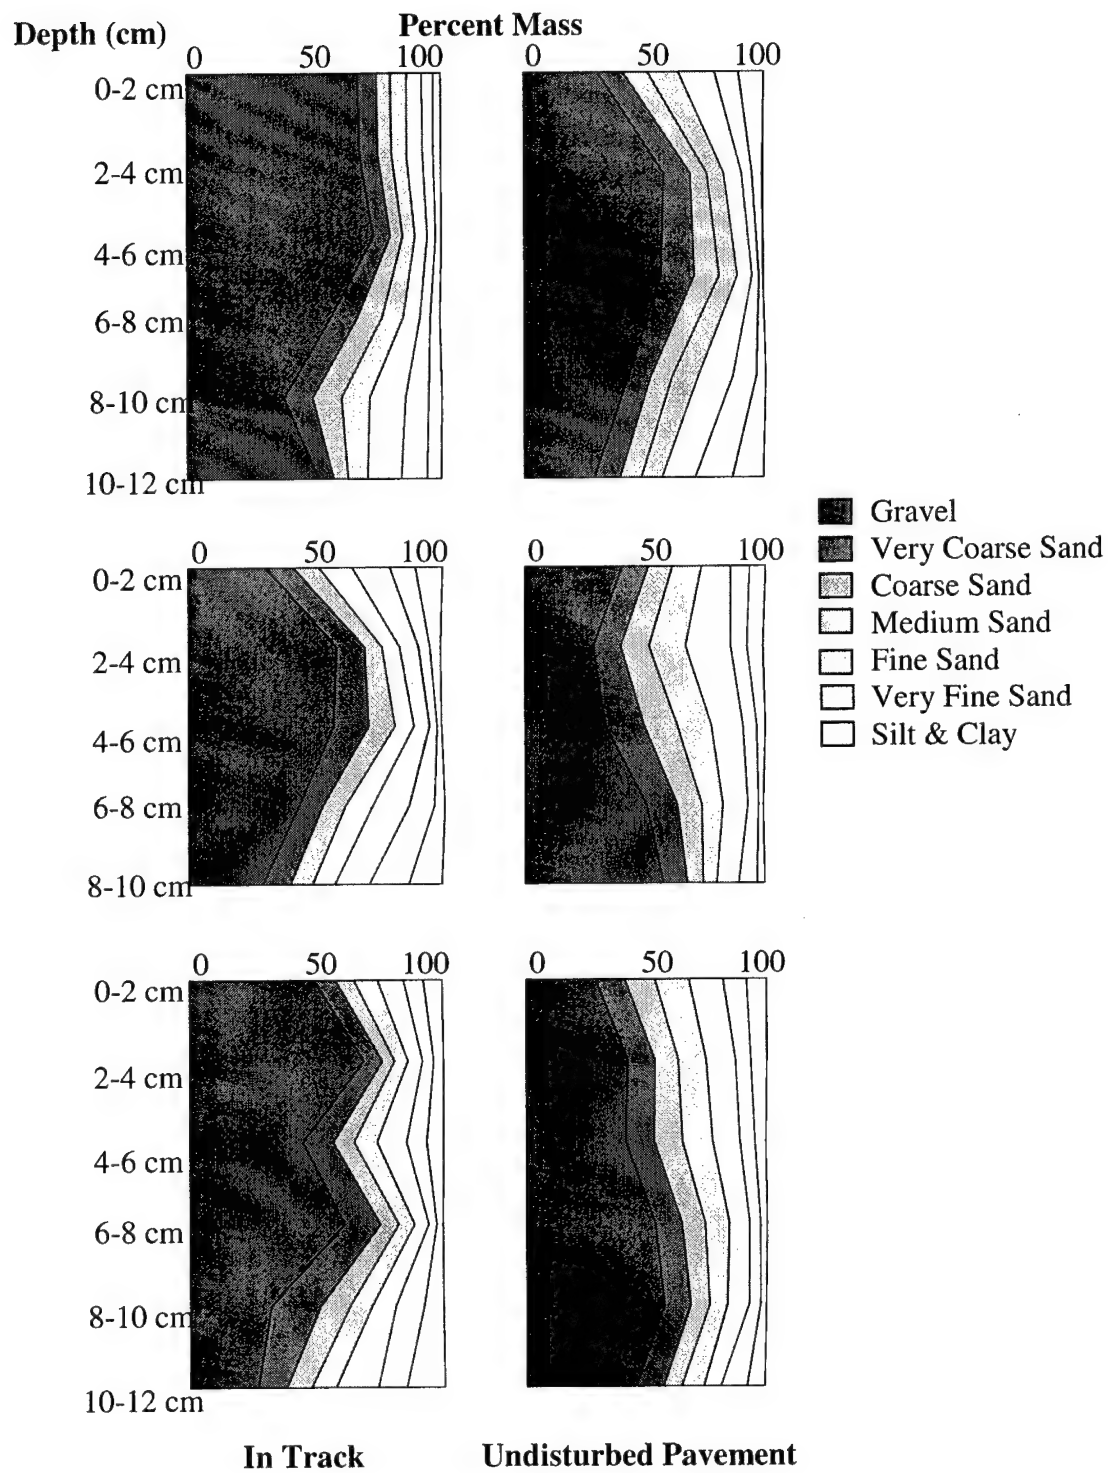 Percent Mass
Depth (cm)
0 50 100 0 50 100
0-2 cm
2-4 cm
4-6 cm
6-8 cm
8-10 cm
10-12 cm
Gravel
Very Coarse Sand
Coarse Sand
Medium Sand
Fine Sand
Very Fine Sand
Silt & Clay
0 50 100 0 50 100
0-2 cm
2-4 cm
4-6 cm
6-8 cm
8-10 cm
0 50 100 0 50 100
0-2 cm
2-4 cm
4-6 cm
6-8 cm
8-10 cm
10-12 cm
In Track Undisturbed Pavement